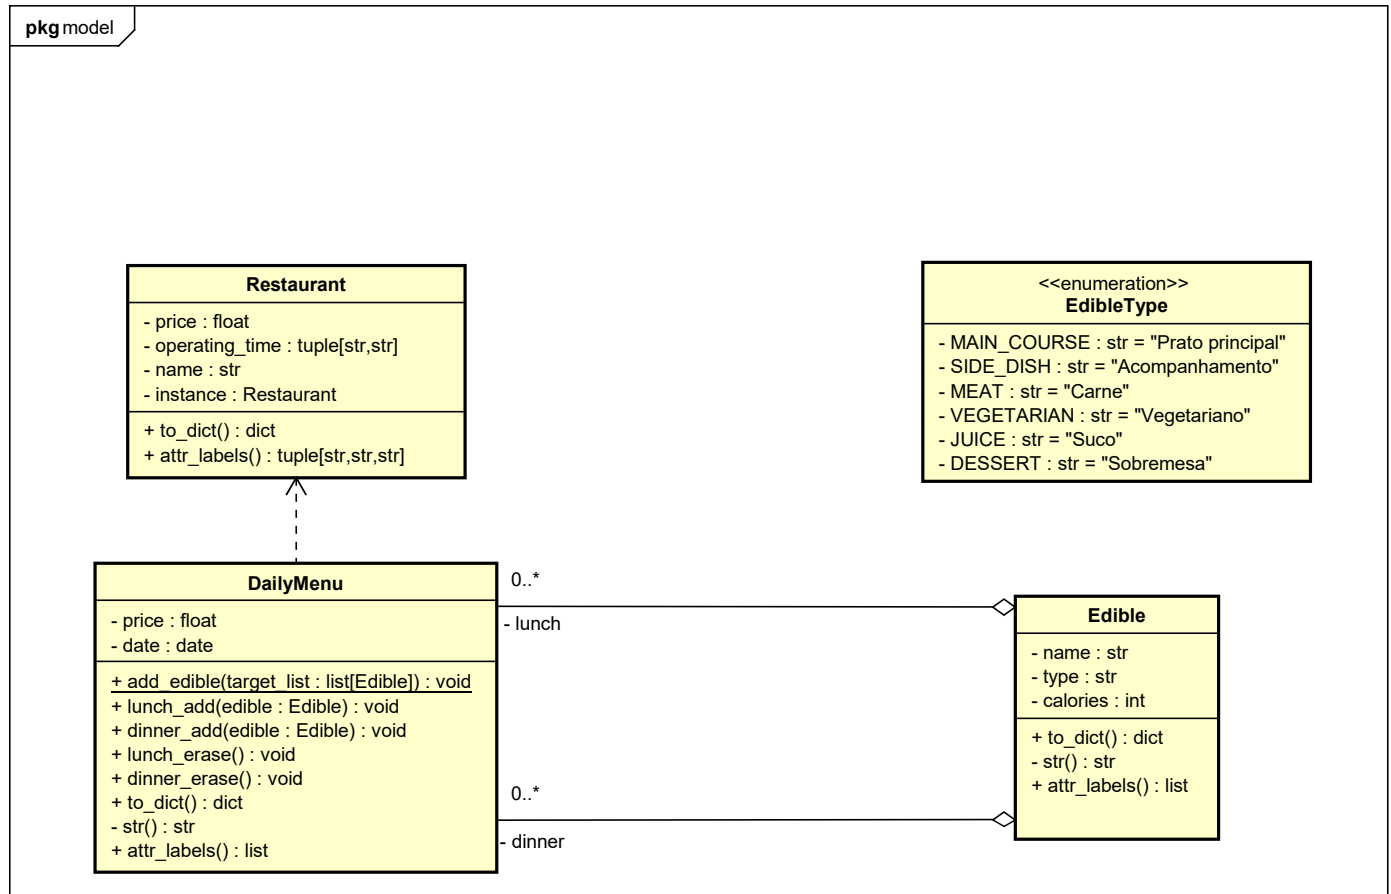 pkg model
Restaurant
- price : float
- operating_time : tuple[str,str]
- name : str
- instance : Restaurant
+ to_dict() : dict
+ attr_labels() : tuple[str,str,str]
<<enumeration>>
EdibleType
- MAIN_COURSE : str = "Prato principal"
- SIDE_DISH : str = "Acompanhamento"
- MEAT : str = "Carne"
- VEGETARIAN : str = "Vegetariano"
- JUICE : str = "Suco"
- DESSERT : str = "Sobremesa"
DailyMenu
- price : float
- date : date
+ add_edible(target_list : list[Edible]) : void
+ lunch_add(edible : Edible) : void
+ dinner_add(edible : Edible) : void
+ lunch_erase() : void
+ dinner_erase() : void
+ to_dict() : dict
- str() : str
+ attr_labels() : list
0..*
- lunch
0..*
- dinner
Edible
- name : str
- type : str
- calories : int
+ to_dict() : dict
- str() : str
+ attr_labels() : list